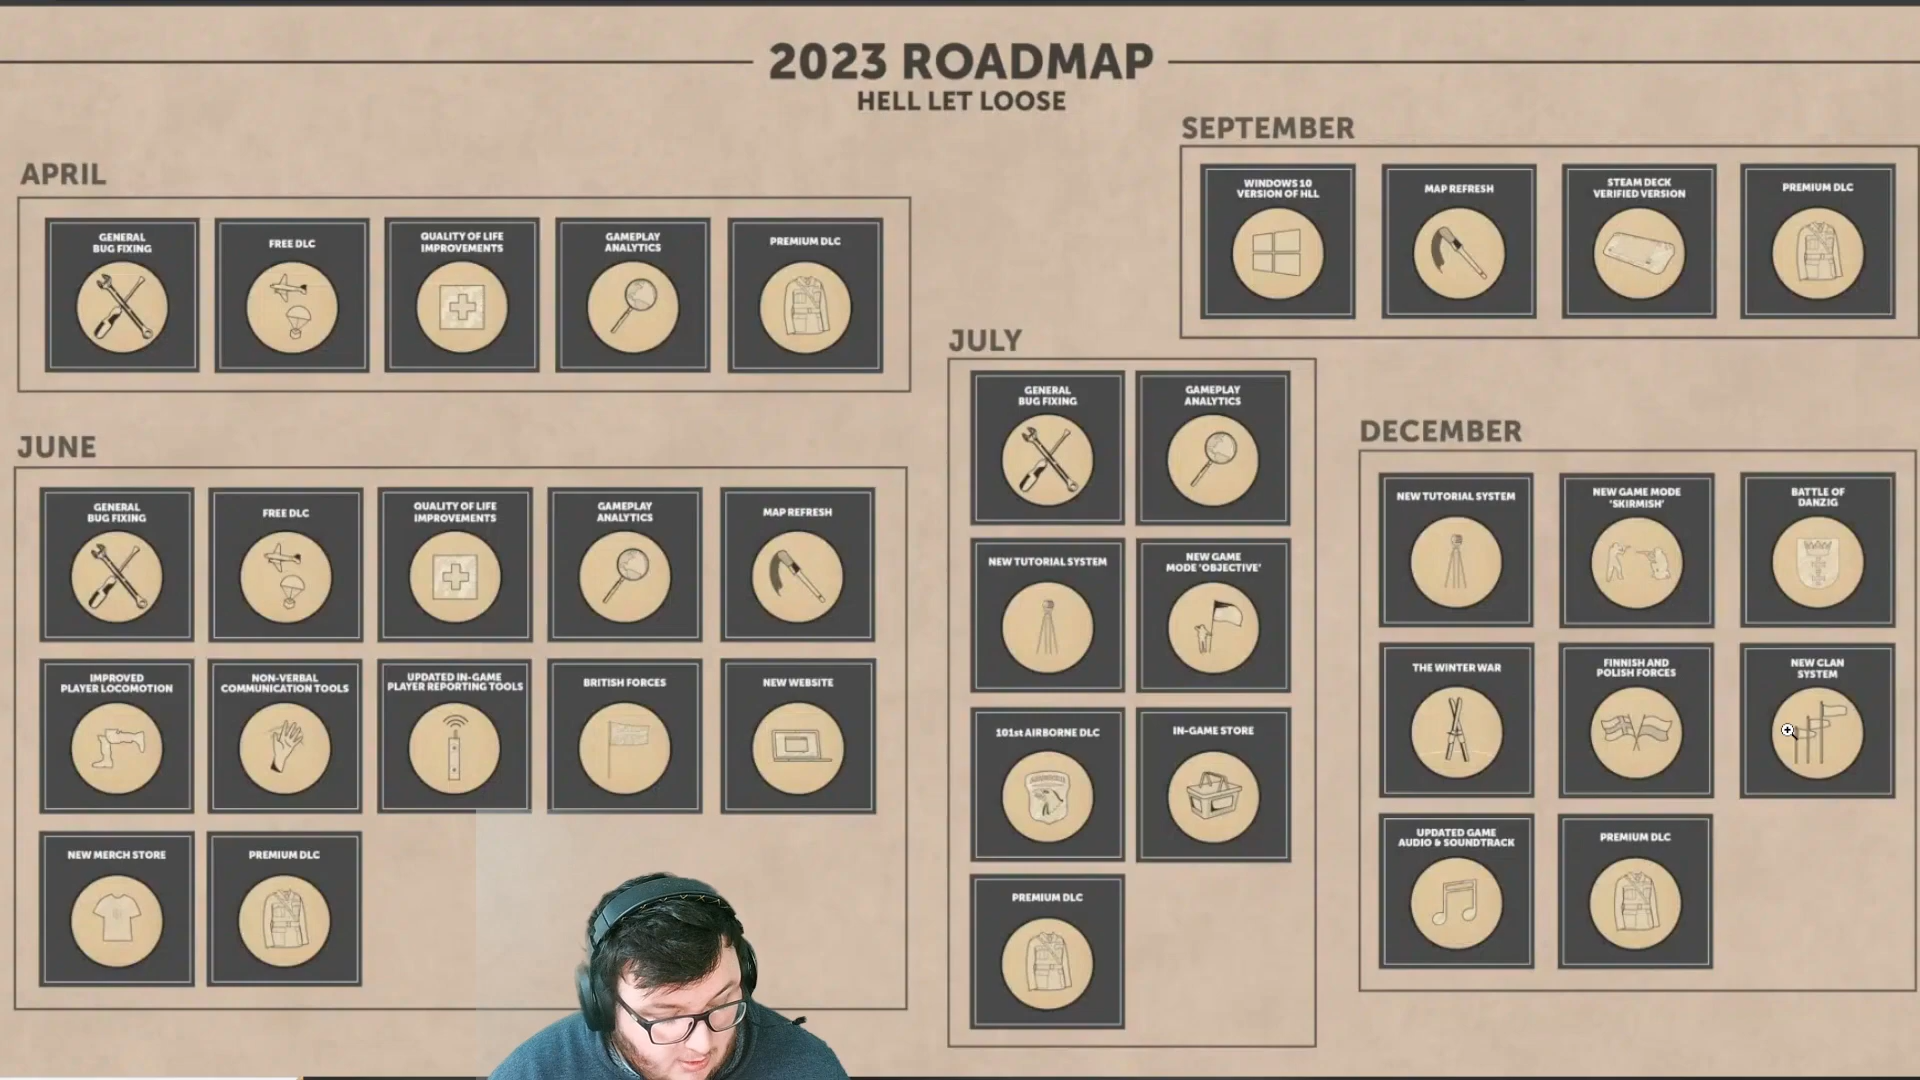 2023 ROADMAP
HELL LET LOOSE
APRIL
GENERAL
BUG FIXING
FREE DLC
QUALITY OF LIFE
IMPROVEMENTS
GAMEPLAY
ANALYTICS
PREMIUM DLC
JUNE
GENERAL
BUG FIXING
FREE DLC
QUALITY OF LIFE
IMPROVEMENTS
GAMEPLAY
ANALYTICS
MAP REFRESH
IMPROVED
PLAYER LOCOMOTION
NON-VERBAL
COMMUNICATION TOOLS
UPDATED IN-GAME
PLAYER REPORTING TOOLS
BRITISH FORCES
NEW WEBSITE
NEW MERCH STORE
PREMIUM DLC
JULY
GENERAL
BUG FIXING
GAMEPLAY
ANALYTICS
NEW TUTORIAL SYSTEM
NEW GAME
MODE 'OBJECTIVE'
101st AIRBORNE DLC
IN-GAME STORE
PREMIUM DLC
SEPTEMBER
WINDOWS 10
VERSION OF HLL
MAP REFRESH
STEAM DECK
VERIFIED VERSION
PREMIUM DLC
DECEMBER
NEW TUTORIAL SYSTEM
NEW GAME MODE
'SKIRMISH'
BATTLE OF
DANZIG
THE WINTER WAR
FINNISH AND
POLISH FORCES
NEW CLAN
SYSTEM
UPDATED GAME
AUDIO & SOUNDTRACK
PREMIUM DLC